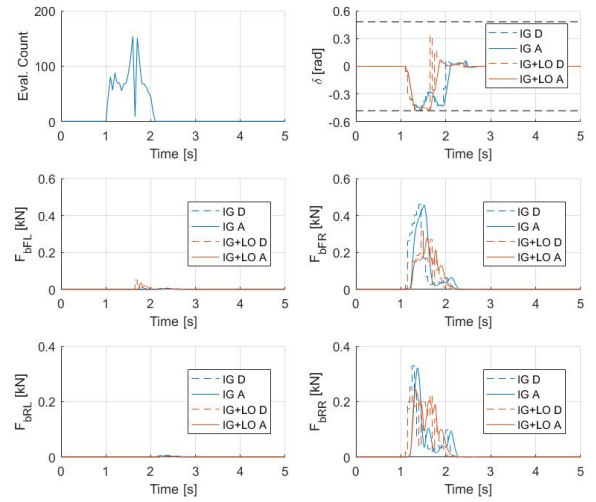 Eval. Count
200
100
0
0 1 2 3 4 5
Time [s]
δ [rad]
0.6
0.3
0
-0.3
-0.6
0 1 2 3 4 5
Time [s]
IG D
IG A
IG+LO D
IG+LO A
F_bFL [kN]
0.6
0.4
0.2
0
0 1 2 3 4 5
Time [s]
IG D
IG A
IG+LO D
IG+LO A
F_bFR [kN]
0.6
0.4
0.2
0
0 1 2 3 4 5
Time [s]
IG D
IG A
IG+LO D
IG+LO A
F_bRL [kN]
0.4
0.2
0
0 1 2 3 4 5
Time [s]
IG D
IG A
IG+LO D
IG+LO A
F_bRR [kN]
0.4
0.2
0
0 1 2 3 4 5
Time [s]
IG D
IG A
IG+LO D
IG+LO A